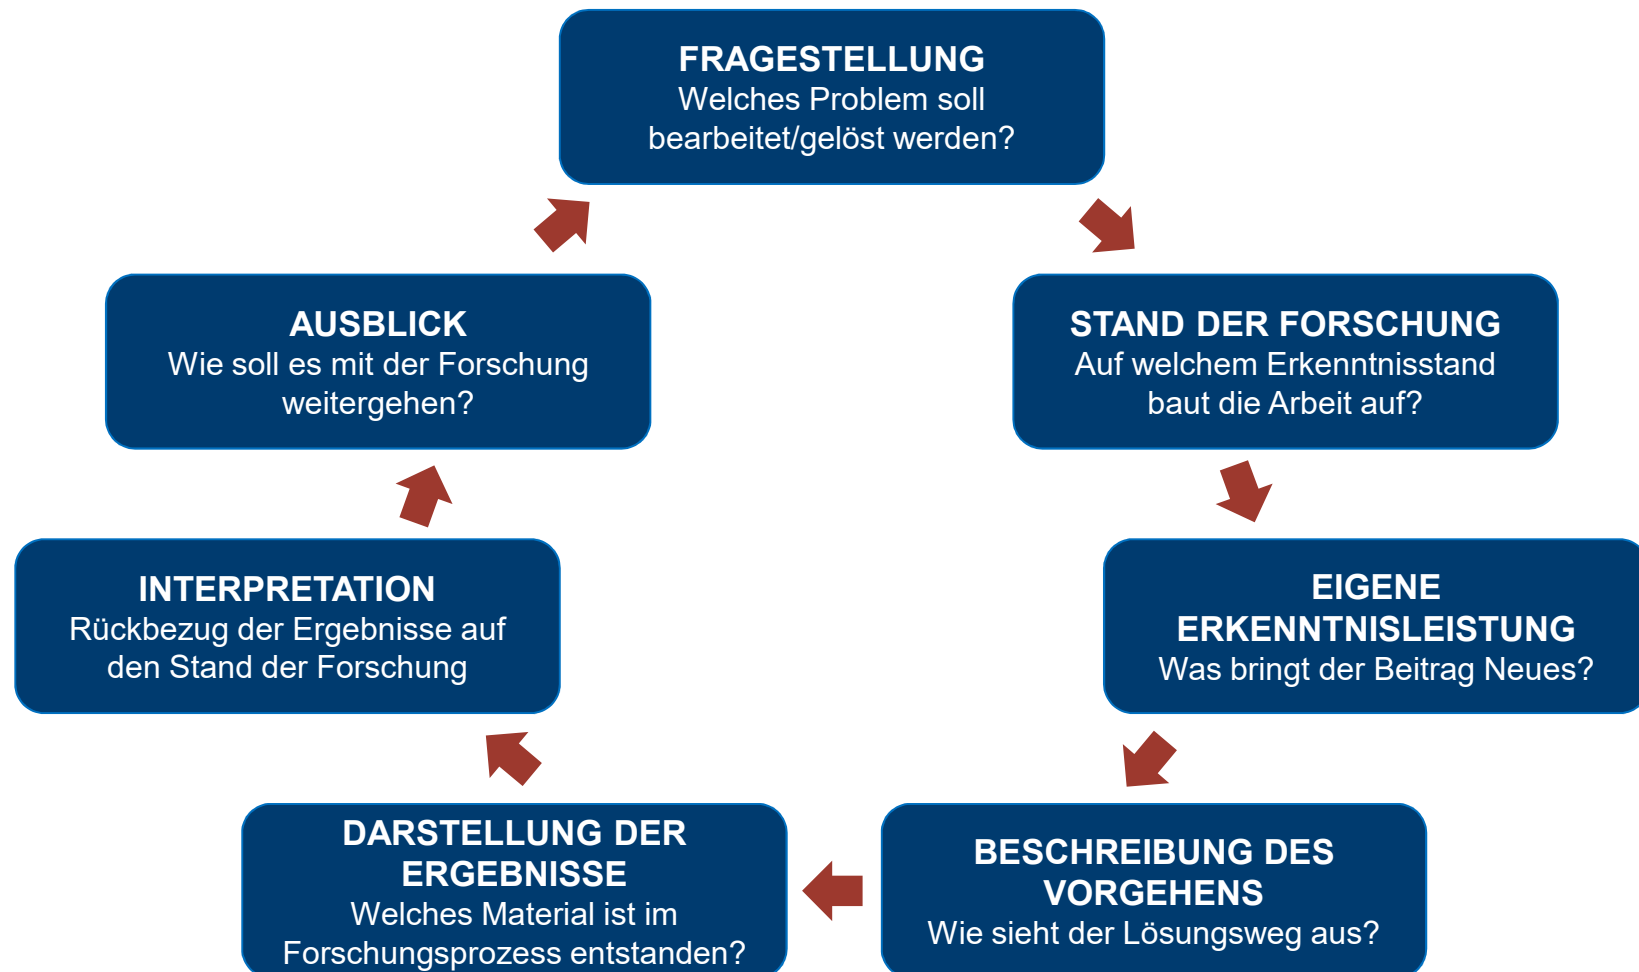 FRAGESTELLUNG
Welches Problem soll
bearbeitet/gelöst werden?
STAND DER FORSCHUNG
Auf welchem Erkenntnisstand
baut die Arbeit auf?
EIGENE
ERKENNTNISLEISTUNG
Was bringt der Beitrag Neues?
BESCHREIBUNG DES
VORGEHENS
Wie sieht der Lösungsweg aus?
DARSTELLUNG DER
ERGEBNISSE
Welches Material ist im
Forschungsprozess entstanden?
INTERPRETATION
Rückbezug der Ergebnisse auf
den Stand der Forschung
AUSBLICK
Wie soll es mit der Forschung
weitergehen?